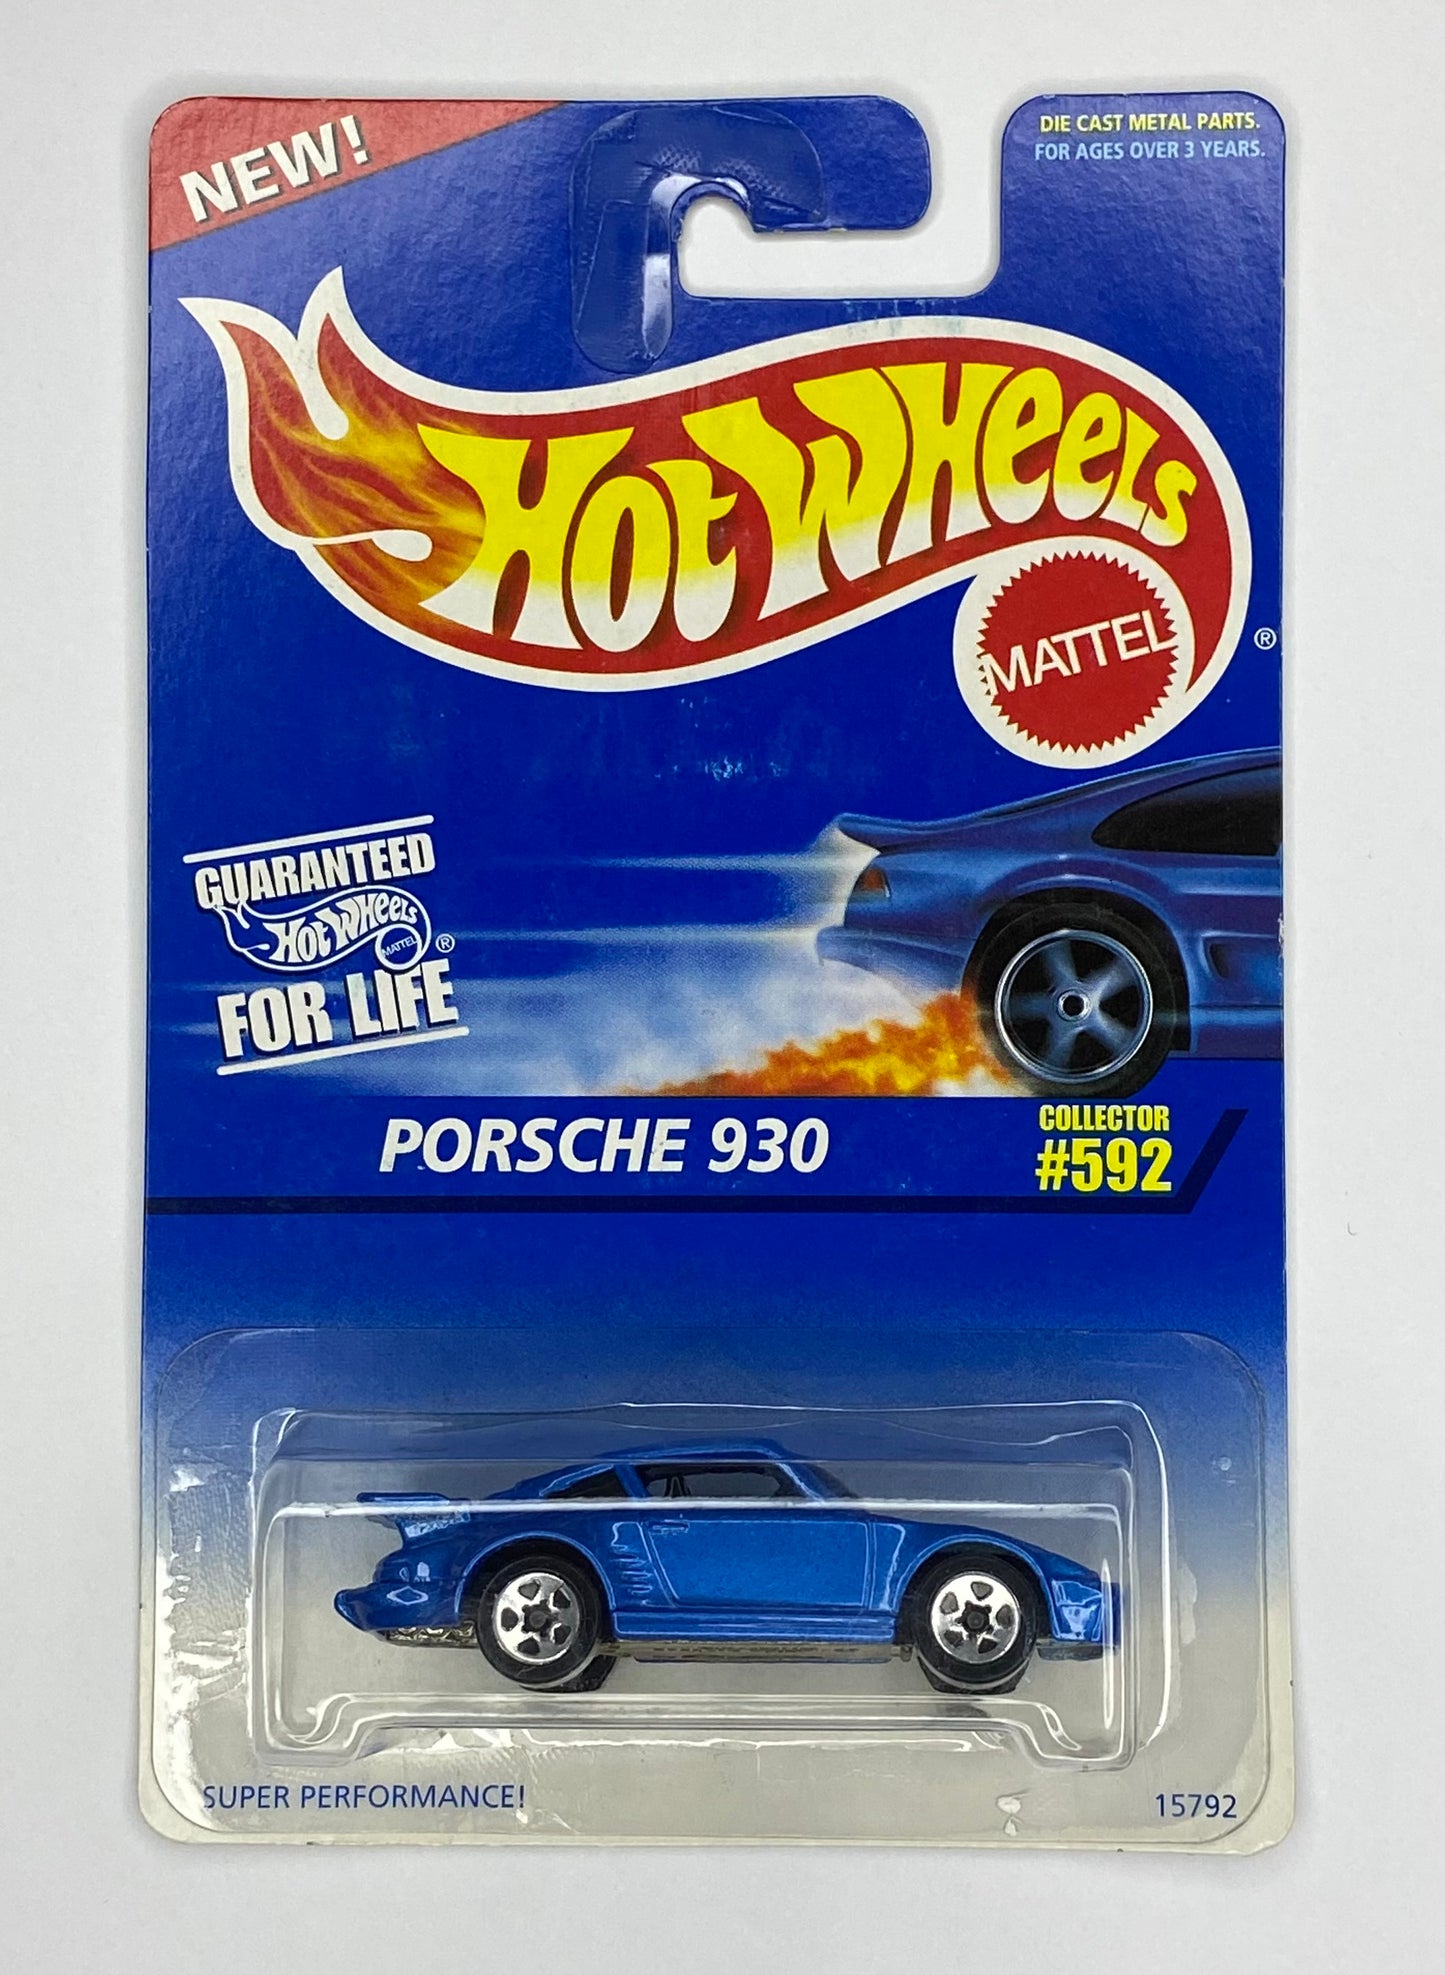 NEW!
DIE CAST METAL PARTS.
FOR AGES OVER 3 YEARS.
HOT WHEELS
MATTEL
®
GUARANTEED
HOT WHEELS
MATTEL
®
FOR LIFE
PORSCHE 930
COLLECTOR
#592
SUPER PERFORMANCE!
15792